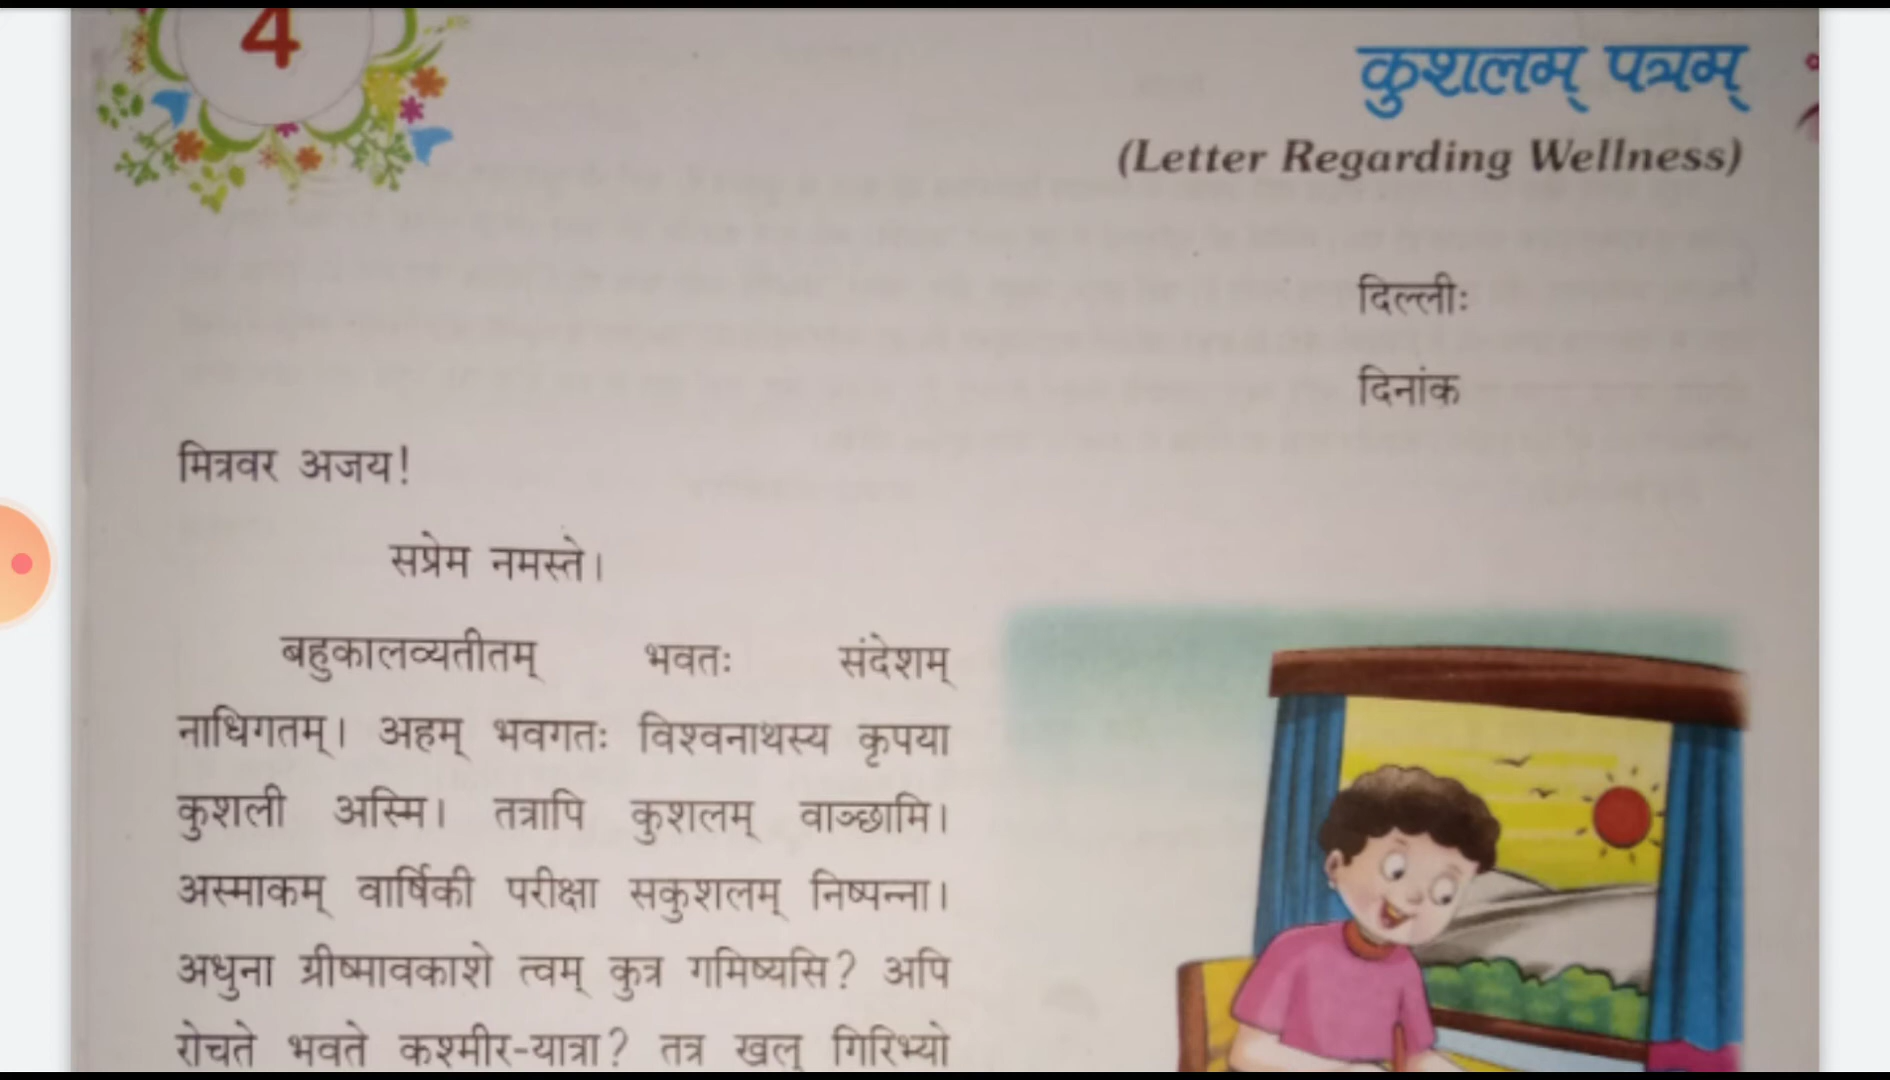 4
कुशलम् पत्रम्
(Letter Regarding Wellness)
दिल्लीः
दिनांक
मित्रवर अजय!
सप्रेम नमस्ते।
बहुकालव्यतीतम् भवतः संदेशम्
नाधिगतम्। अहम् भवगतः विश्वनाथस्य कृपया
कुशली अस्मि। तत्रापि कुशलम् वाञ्छामि।
अस्माकम् वार्षिकी परीक्षा सकुशलम् निष्पन्ना।
अधुना ग्रीष्मावकाशे त्वम् कुत्र गमिष्यसि? अपि
रोचते भवते कश्मीर-यात्रा? तत्र खलु गिरिभ्यो